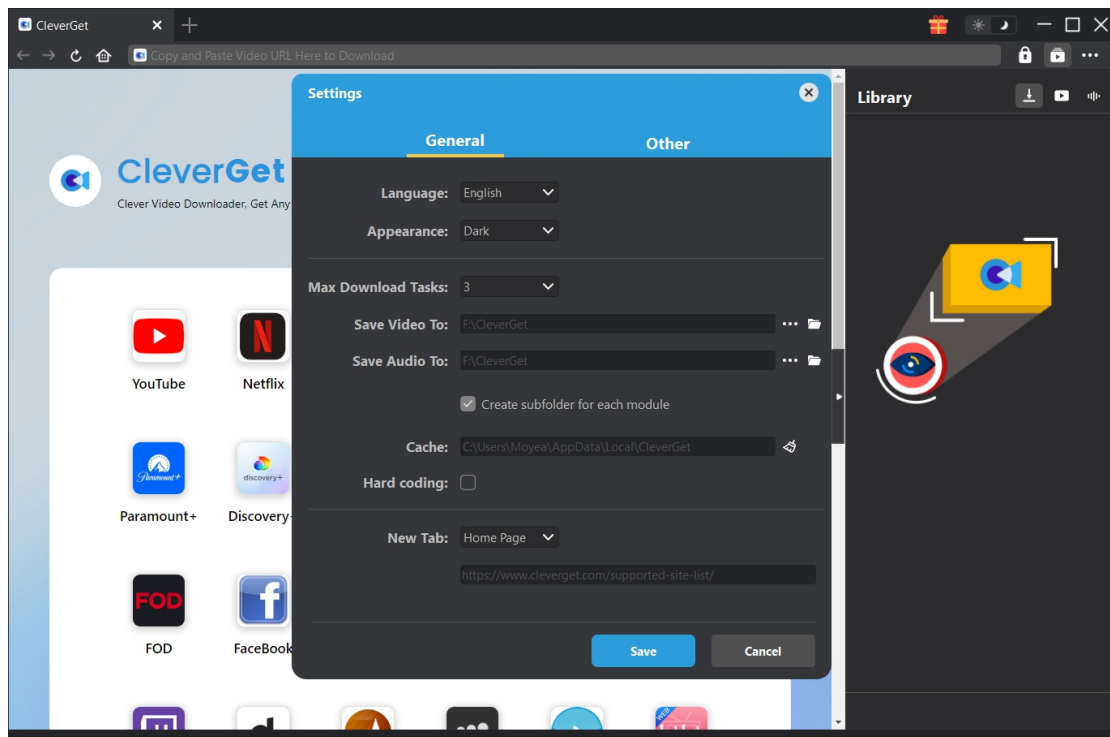 CleverGet
Copy and Paste Video URL Here to Download
Settings
General
Other
Library
CleverGet
Clever Video Downloader, Get Any
Language: English
Appearance: Dark
Max Download Tasks: 3
Save Video To: F:\CleverGet
Save Audio To: F:\CleverGet
Create subfolder for each module
Cache: C:\Users\Moyea\AppData\Local\CleverGet
Hard coding:
New Tab: Home Page
https://www.cleverget.com/supported-site-list/
Save
Cancel
YouTube
Netflix
Paramount+
discovery+
Paramount+
Discovery
FOD
FOD
FaceBook
WEB